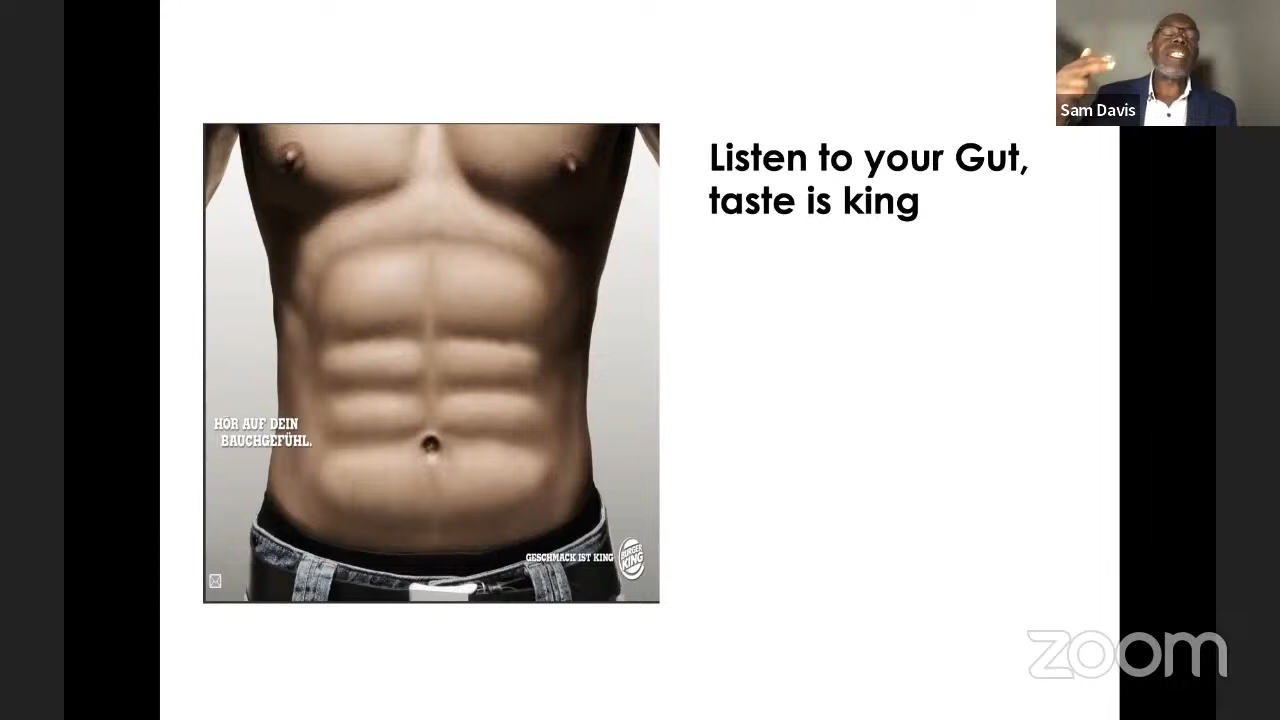 Sam Davis
Listen to your Gut,
taste is king
HÖR AUF DEIN
BAUCHGEFÜHL.
GESCHMACK IST KING
BURGER
KING
zoom